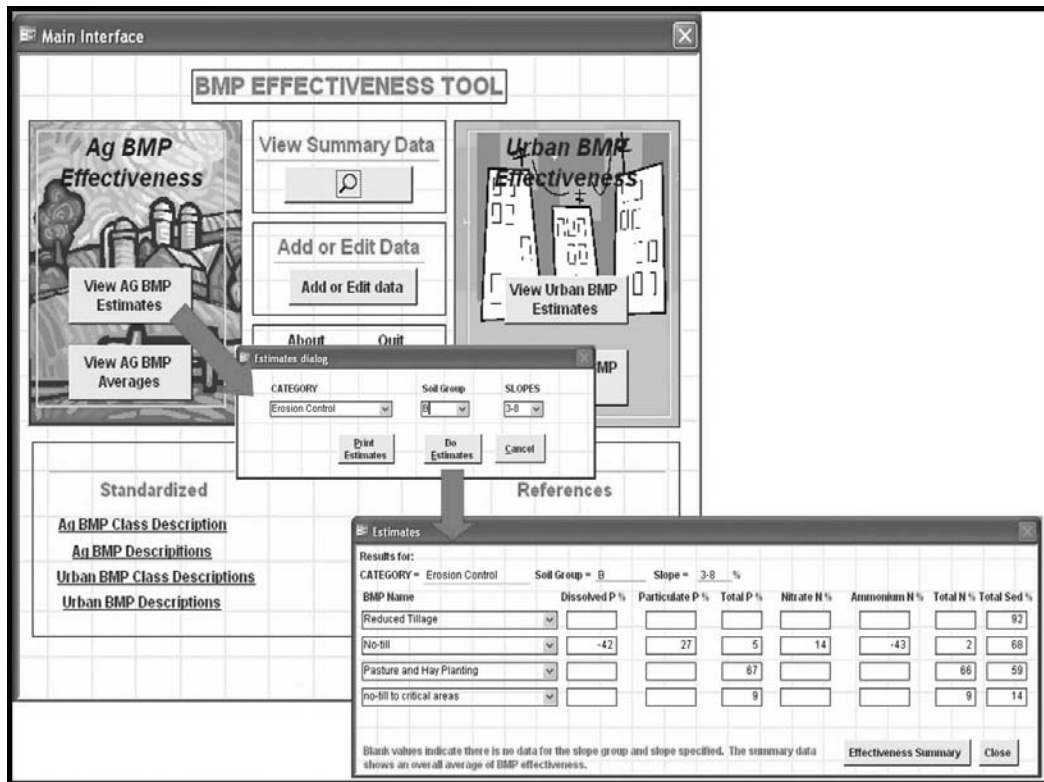 Main Interface
BMP EFFECTIVENESS TOOL
Ag BMP
Effectiveness
View AG BMP
Estimates
View AG BMP
Averages
View Summary Data
Add or Edit Data
Add or Edit data
About Quit
Urban BMP
Effectiveness
View Urban BMP
Estimates
MP
Estimates dialog
CATEGORY Soil Group SLOPES
Erosion Control B 3-8
Print
Estimates
Do
Estimates
Cancel
Standardized
Ag BMP Class Description
Ag BMP Descripitions
Urban BMP Class Descriptions
Urban BMP Descriptions
References
Estimates
Results for:
CATEGORY = Erosion Control Soil Group = B Slope = 3-8 %
BMP Name Dissolved P % Particulate P % Total P % Nitrate N % Ammonium N % Total N % Total Sed %
Reduced Tillage 92
No-till -42 27 5 14 -43 2 68
Pasture and Hay Planting 67 66 59
no-till to critical areas 9 9 14
Blank values indicate there is no data for the slope group and slope specified. The summary data
shows an overall average of BMP effectiveness.
Effectiveness Summary Close